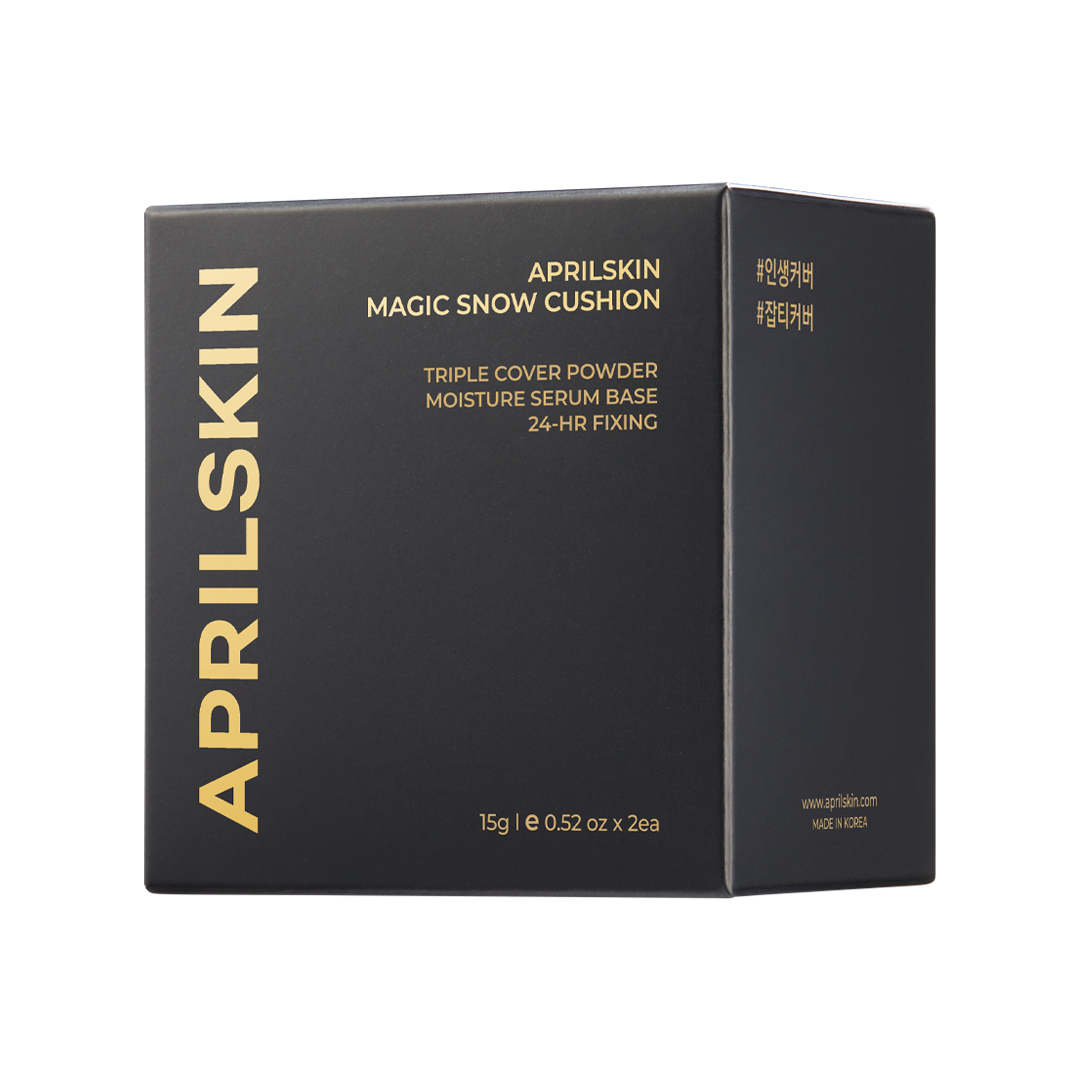 APRILSKIN
APRILSKIN
MAGIC SNOW CUSHION
TRIPLE COVER POWDER
MOISTURE SERUM BASE
24-HR FIXING
15g | e 0.52 oz x 2ea
#인생커버
#잡티커버
www.aprilskin.com
MADE IN KOREA